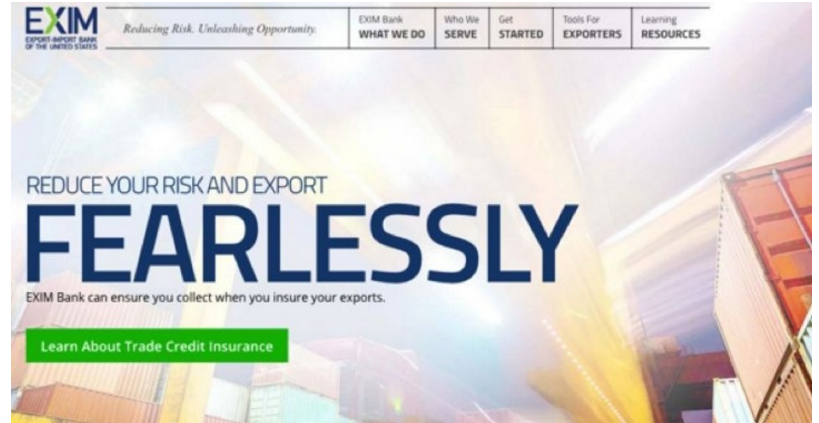 EXIM
EXPORT-IMPORT BANK
OF THE UNITED STATES
Reducing Risk. Unleashing Opportunity.
EXIM Bank
WHAT WE DO
Who We
SERVE
Get
STARTED
Tools For
EXPORTERS
Learning
RESOURCES
REDUCE YOUR RISK AND EXPORT
FEARLESSLY
EXIM Bank can ensure you collect when you insure your exports.
Learn About Trade Credit Insurance